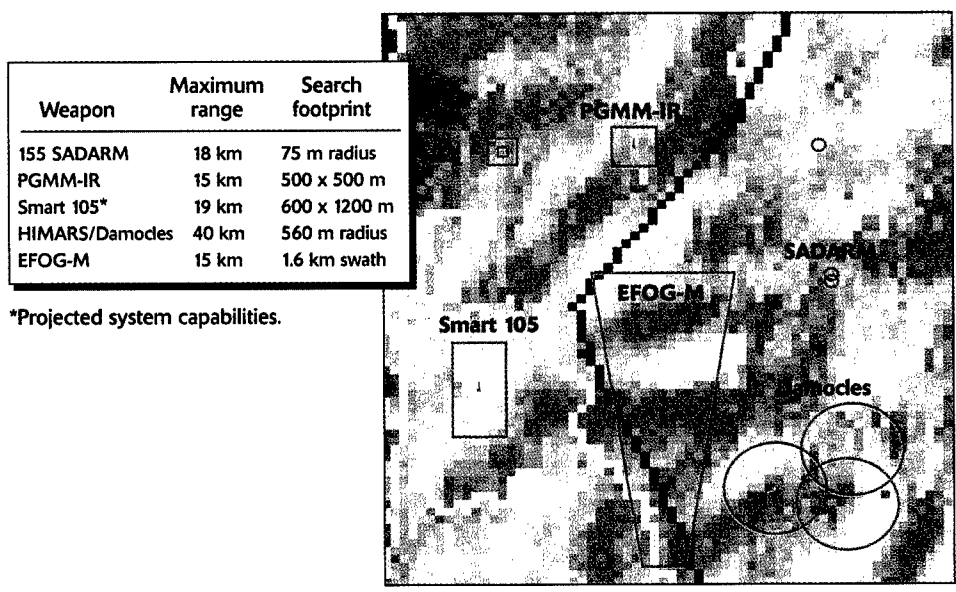 Weapon Maximum range Search footprint
155 SADARM 18 km 75 m radius
PGMM-IR 15 km 500 x 500 m
Smart 105* 19 km 600 x 1200 m
HIMARS/Damocles 40 km 560 m radius
EFOG-M 15 km 1.6 km swath
*Projected system capabilities.
PGMM-IR
SADARM
EFOG-M
Smart 105
Damocles